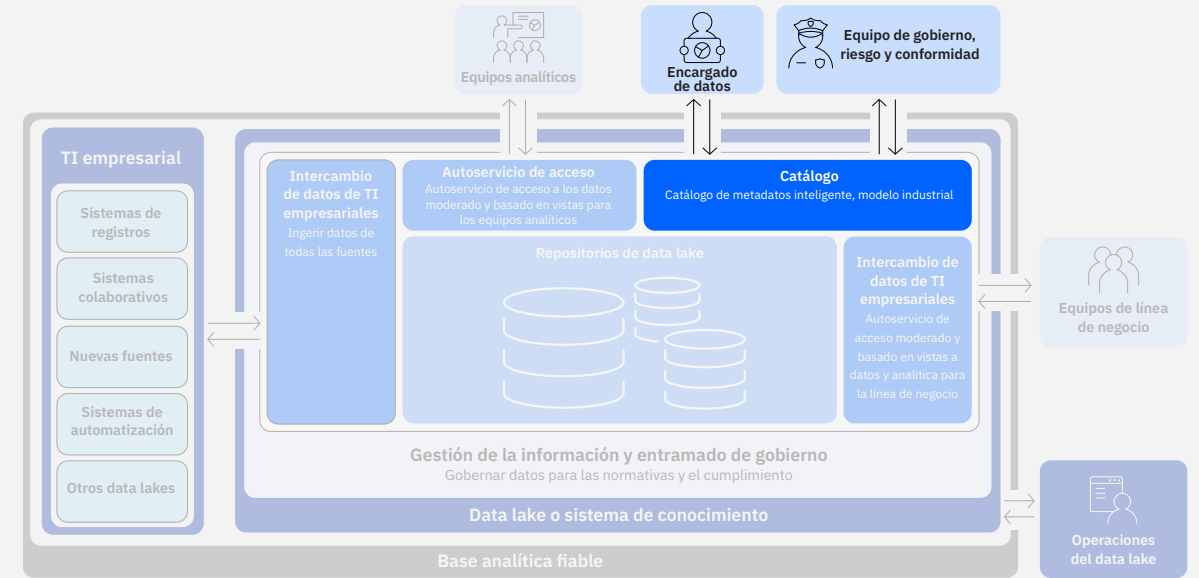 Equipos analíticos
Encargado
de datos
Equipo de gobierno,
riesgo y conformidad
TI empresarial
Sistemas de
registros
Sistemas
colaborativos
Nuevas fuentes
Sistemas de
automatización
Otros data lakes
Intercambio
de datos de TI
empresariales
Ingerir datos de
todas las fuentes
Autoservicio de acceso
Autoservicio de acceso a los datos
moderado y basado en vistas para
los equipos analíticos
Catálogo
Catálogo de metadatos inteligente, modelo industrial
Repositorios de data lake
Intercambio de
datos de TI
empresariales
Autoservicio de
acceso moderado y
basado en vistas a
datos y analítica para
la línea de negocio
Equipos de línea
de negocio
Gestión de la información y entramado de gobierno
Gobernar datos para las normativas y el cumplimiento
Data lake o sistema de conocimiento
Base analítica fiable
Operaciones
del data lake